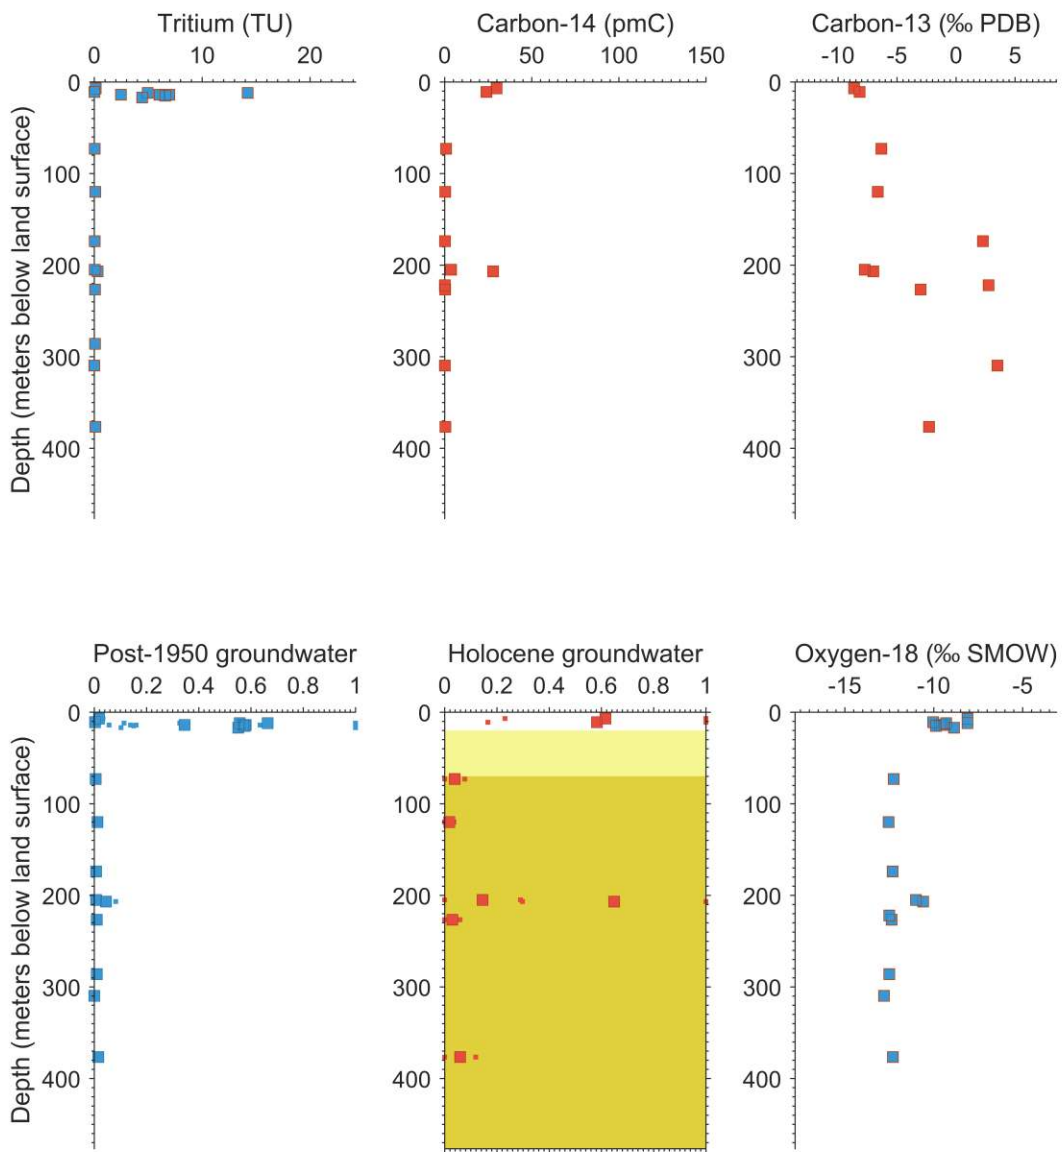 Tritium (TU) Carbon-14 (pmC) Carbon-13 (‰ PDB)
0 10 20 0 50 100 150 -10 -5 0 5
0 0 0
100 100 100
200 200 200
300 300 300
400 400 400
Depth (meters below land surface)
Post-1950 groundwater Holocene groundwater Oxygen-18 (‰ SMOW)
0 0.2 0.4 0.6 0.8 1 0 0.2 0.4 0.6 0.8 1 -15 -10 -5
0 0 0
100 100 100
200 200 200
300 300 300
400 400 400
Depth (meters below land surface)